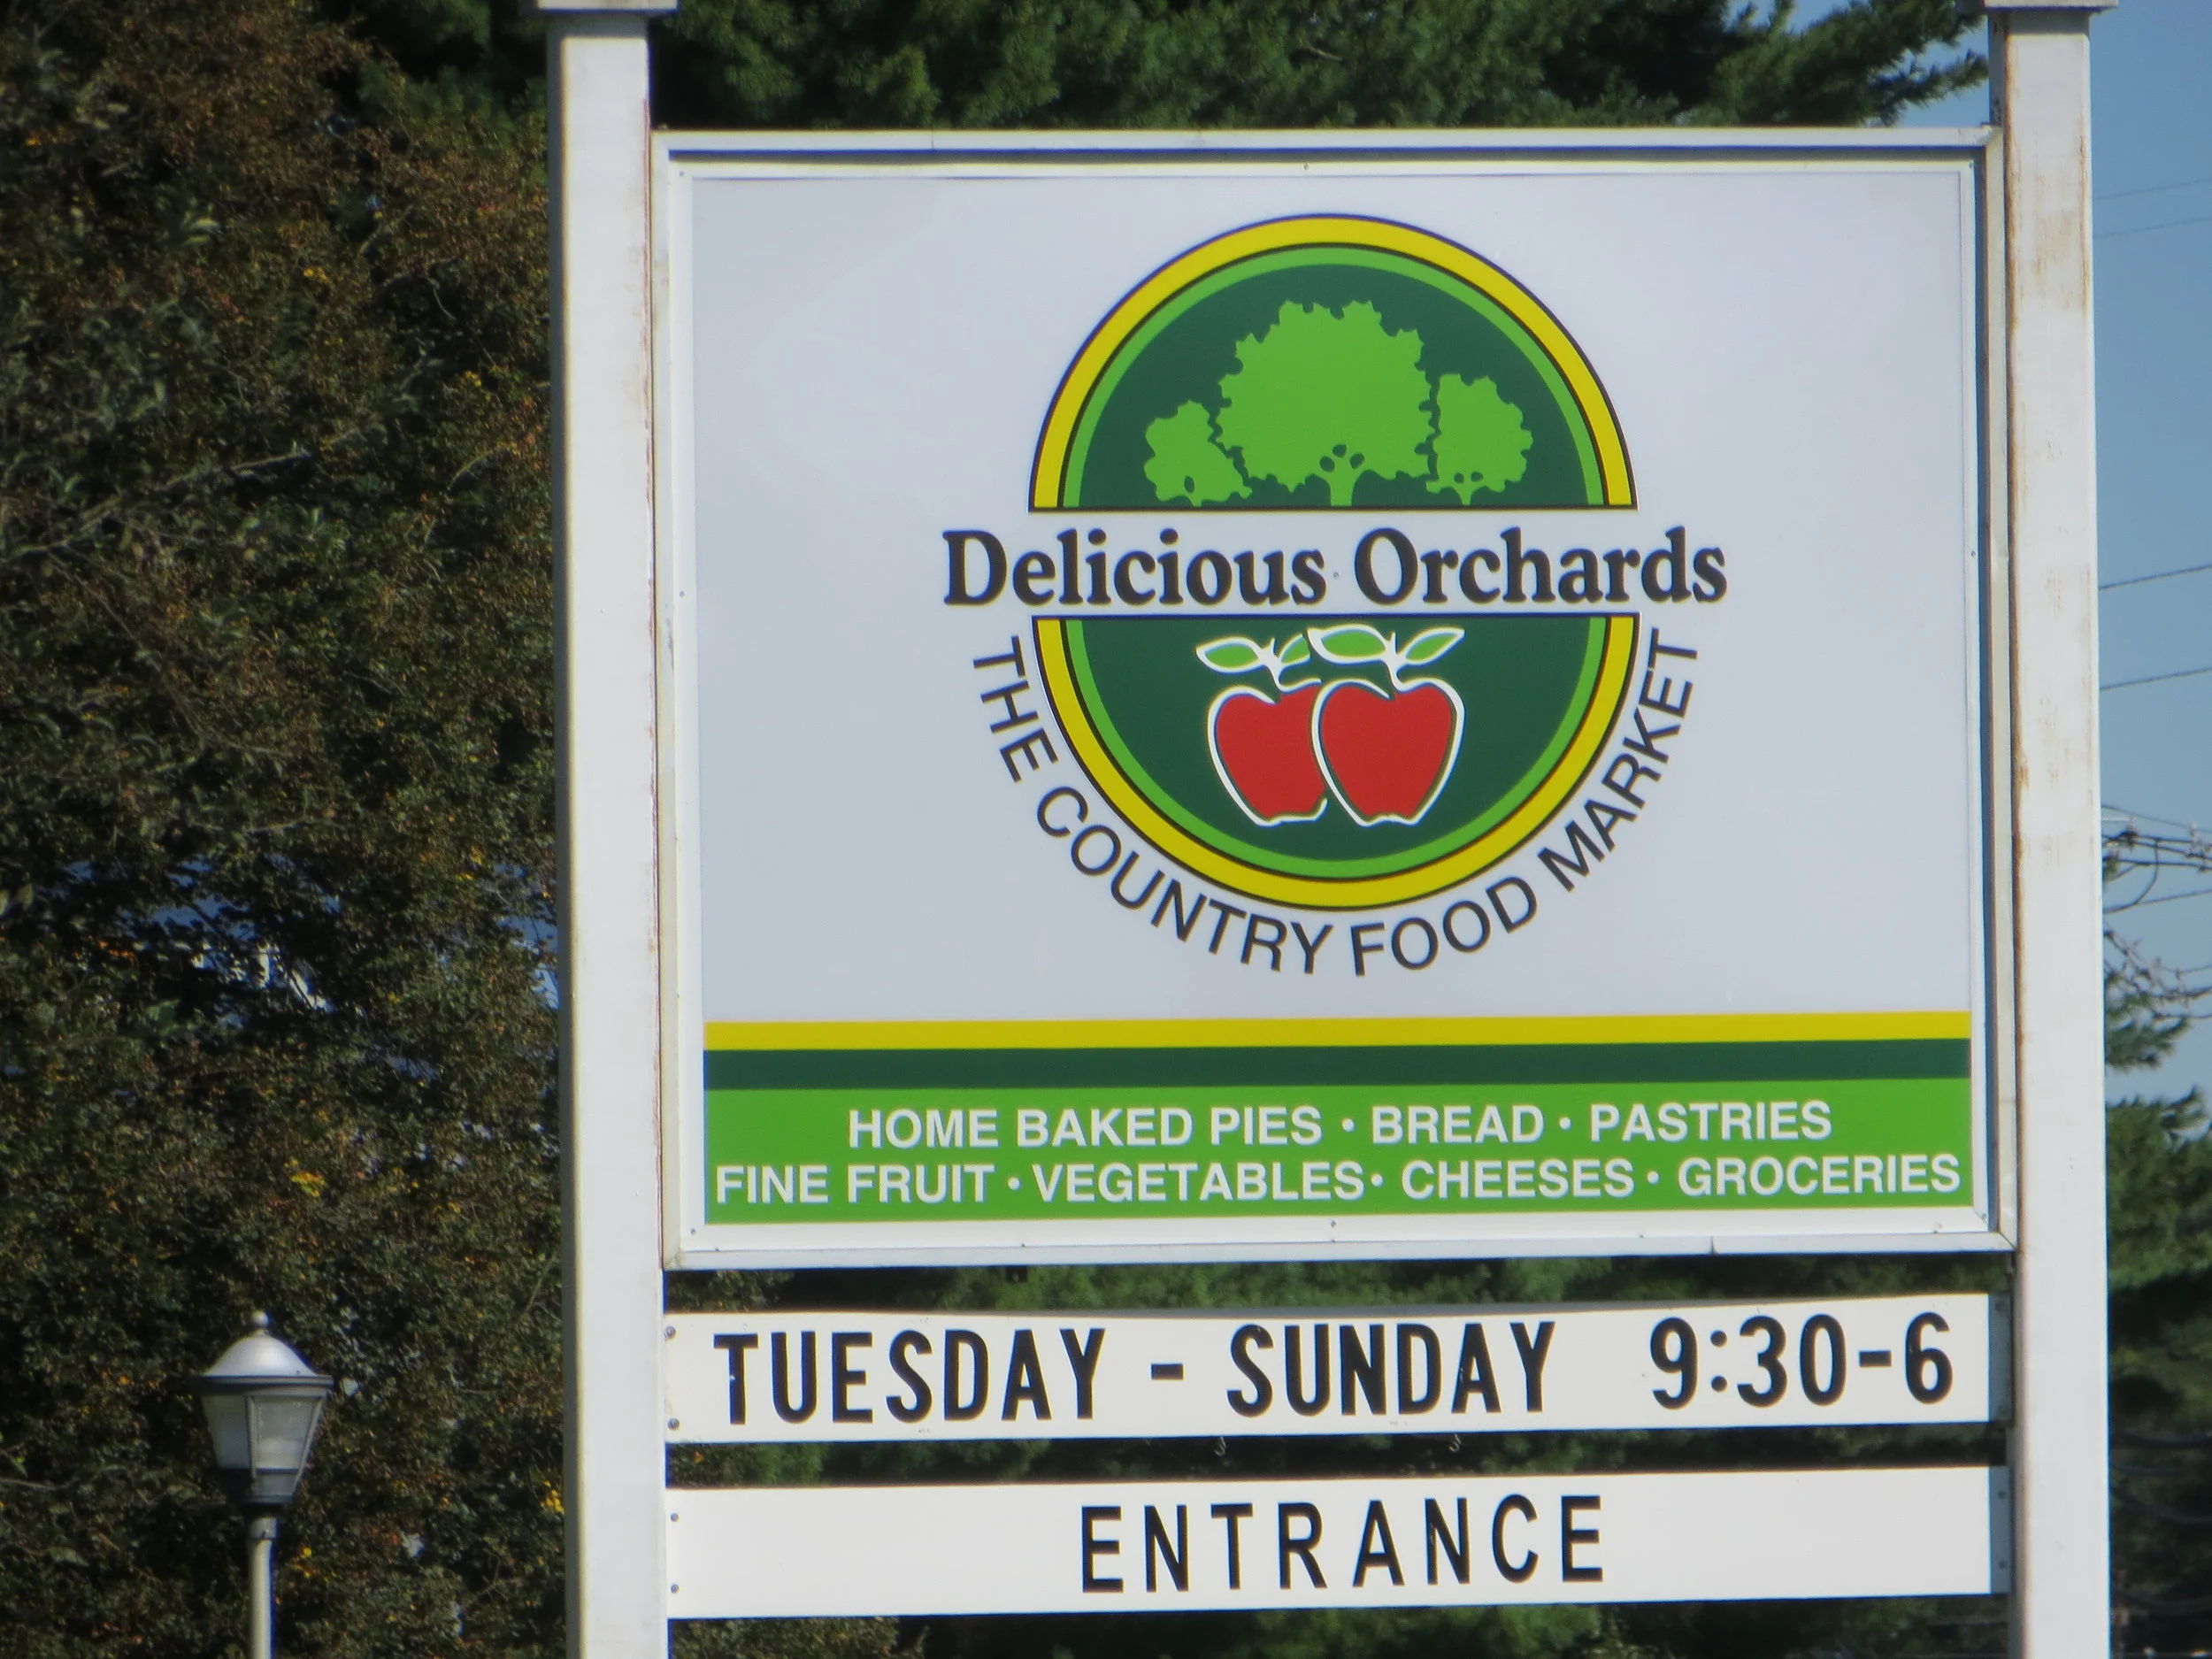 Delicious Orchards
THE COUNTRY FOOD MARKET
HOME BAKED PIES • BREAD • PASTRIES
FINE FRUIT • VEGETABLES • CHEESES • GROCERIES
TUESDAY - SUNDAY 9:30-6
ENTRANCE